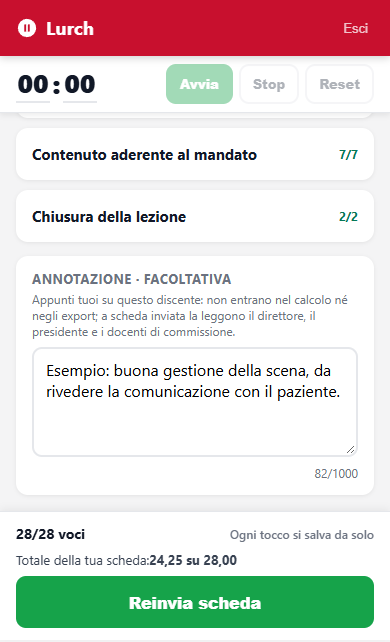 Lurch
Esci
00:00
Avvia
Stop
Reset
Contenuto aderente al mandato
7/7
Chiusura della lezione
2/2
ANNOTAZIONE · FACOLTATIVA
Appunti tuoi su questo discente: non entrano nel calcolo né
negli export; a scheda inviata la leggono il direttore, il
presidente e i docenti di commissione.
Esempio: buona gestione della scena, da
rivedere la comunicazione con il paziente.
82/1000
28/28 voci
Ogni tocco si salva da solo
Totale della tua scheda:24,25 su 28,00
Reinvia scheda